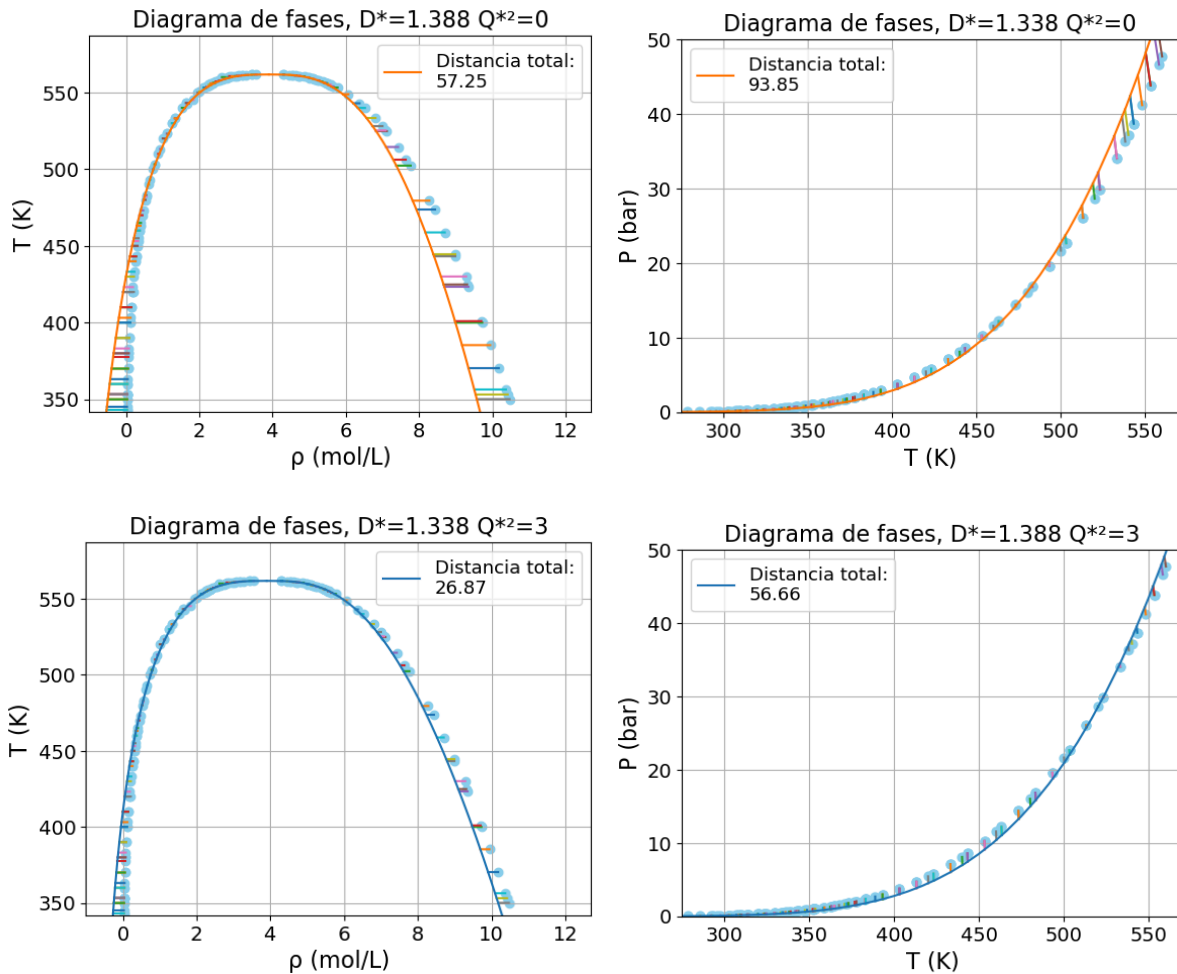 Diagrama de fases, D*=1.388 Q*²=0
Distancia total:
57.25
T (K)
550
500
450
400
350
0 2 4 6 8 10 12
ρ (mol/L)
Diagrama de fases, D*=1.338 Q*²=0
Distancia total:
93.85
P (bar)
50
40
30
20
10
0
300 350 400 450 500 550
T (K)
Diagrama de fases, D*=1.338 Q*²=3
Distancia total:
26.87
T (K)
550
500
450
400
350
0 2 4 6 8 10 12
ρ (mol/L)
Diagrama de fases, D*=1.388 Q*²=3
Distancia total:
56.66
P (bar)
50
40
30
20
10
0
300 350 400 450 500 550
T (K)